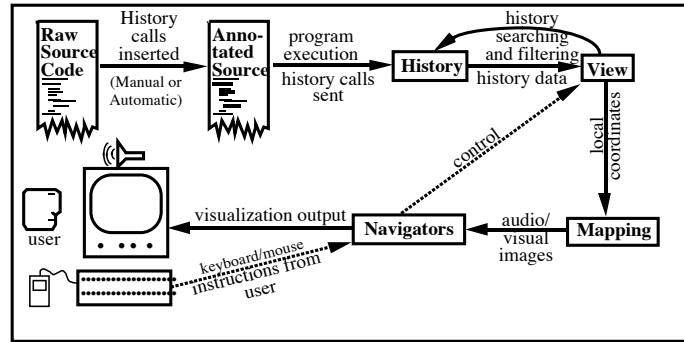 Raw
Source
Code
History
calls
inserted
(Manual or
Automatic)
Anno-
tated
Source
program
execution
history calls
sent
History
history
searching
and filtering
history data
View
local
coordinates
control
visualization output
Navigators
audio/
visual
images
Mapping
user
keyboard/mouse
instructions from
user